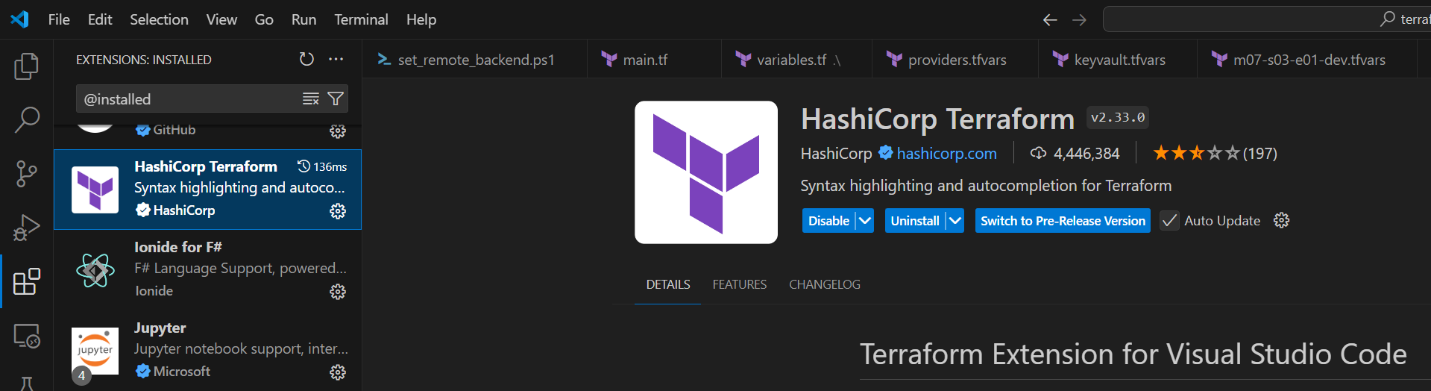 File Edit Selection View Go Run Terminal Help
terraf
EXTENSIONS: INSTALLED
set_remote_backend.ps1 main.tf variables.tf .\ providers.tfvars keyvault.tfvars m07-s03-e01-dev.tfvars
@installed
GitHub
HashiCorp Terraform 136ms
Syntax highlighting and autoco...
HashiCorp
Ionide for F#
F# Language Support, powered...
Ionide
Jupyter
Jupyter notebook support, inter...
Microsoft
jupyter
4
HashiCorp Terraform v2.33.0
HashiCorp hashicorp.com 4,446,384 (197)
Syntax highlighting and autocompletion for Terraform
Disable Uninstall Switch to Pre-Release Version Auto Update
DETAILS FEATURES CHANGELOG
Terraform Extension for Visual Studio Code